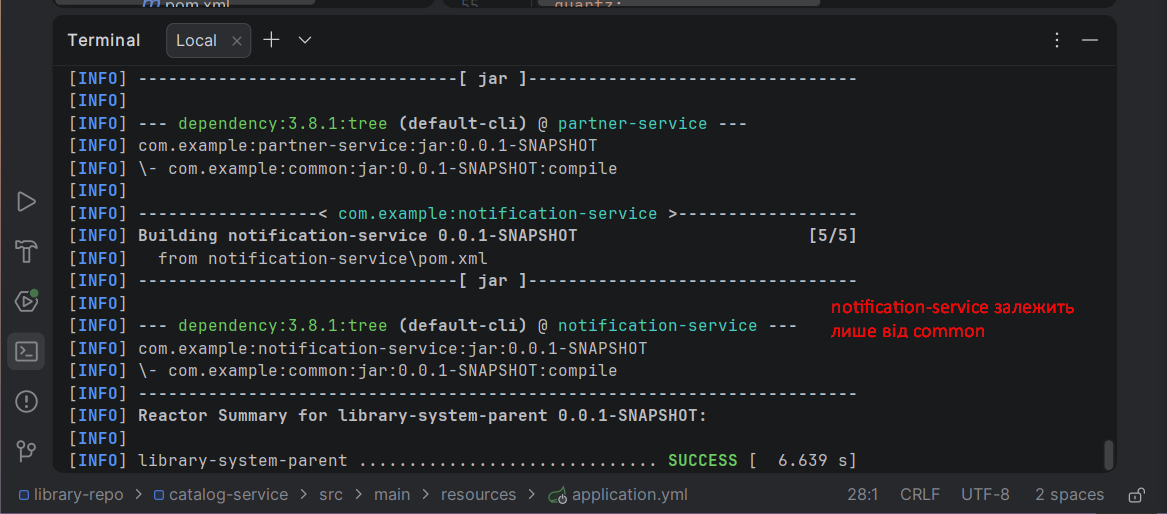 pom.xml
55
quartz:
Terminal
Local
[INFO] --------------------------------[ jar ]---------------------------------
[INFO]
[INFO] --- dependency:3.8.1:tree (default-cli) @ partner-service ---
[INFO] com.example:partner-service:jar:0.0.1-SNAPSHOT
[INFO] \- com.example:common:jar:0.0.1-SNAPSHOT:compile
[INFO]
[INFO] ------------------< com.example:notification-service >------------------
[INFO] Building notification-service 0.0.1-SNAPSHOT                       [5/5]
[INFO]   from notification-service\pom.xml
[INFO] --------------------------------[ jar ]---------------------------------
[INFO]
[INFO] --- dependency:3.8.1:tree (default-cli) @ notification-service ---
[INFO] com.example:notification-service:jar:0.0.1-SNAPSHOT
[INFO] \- com.example:common:jar:0.0.1-SNAPSHOT:compile
notification-service залежить
лише від common
[INFO] ------------------------------------------------------------------------
[INFO] Reactor Summary for library-system-parent 0.0.1-SNAPSHOT:
[INFO]
[INFO] library-system-parent .............................. SUCCESS [  6.639 s]
library-repo > catalog-service > src > main > resources > application.yml 28:1 CRLF UTF-8 2 spaces